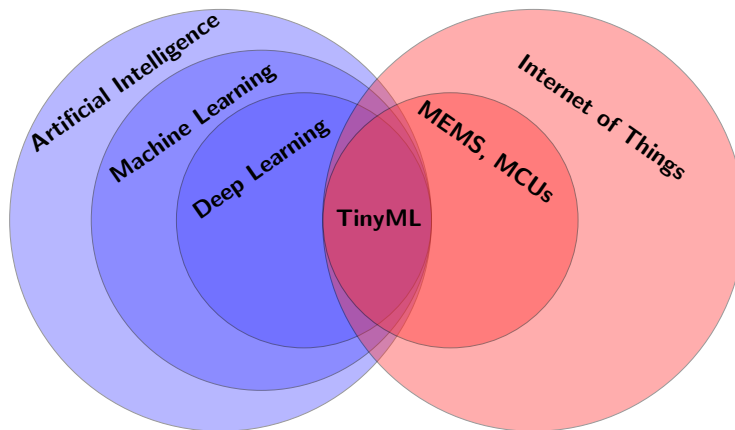 Artificial Intelligence
Machine Learning
Deep Learning
TinyML
MEMS, MCUs
Internet of Things